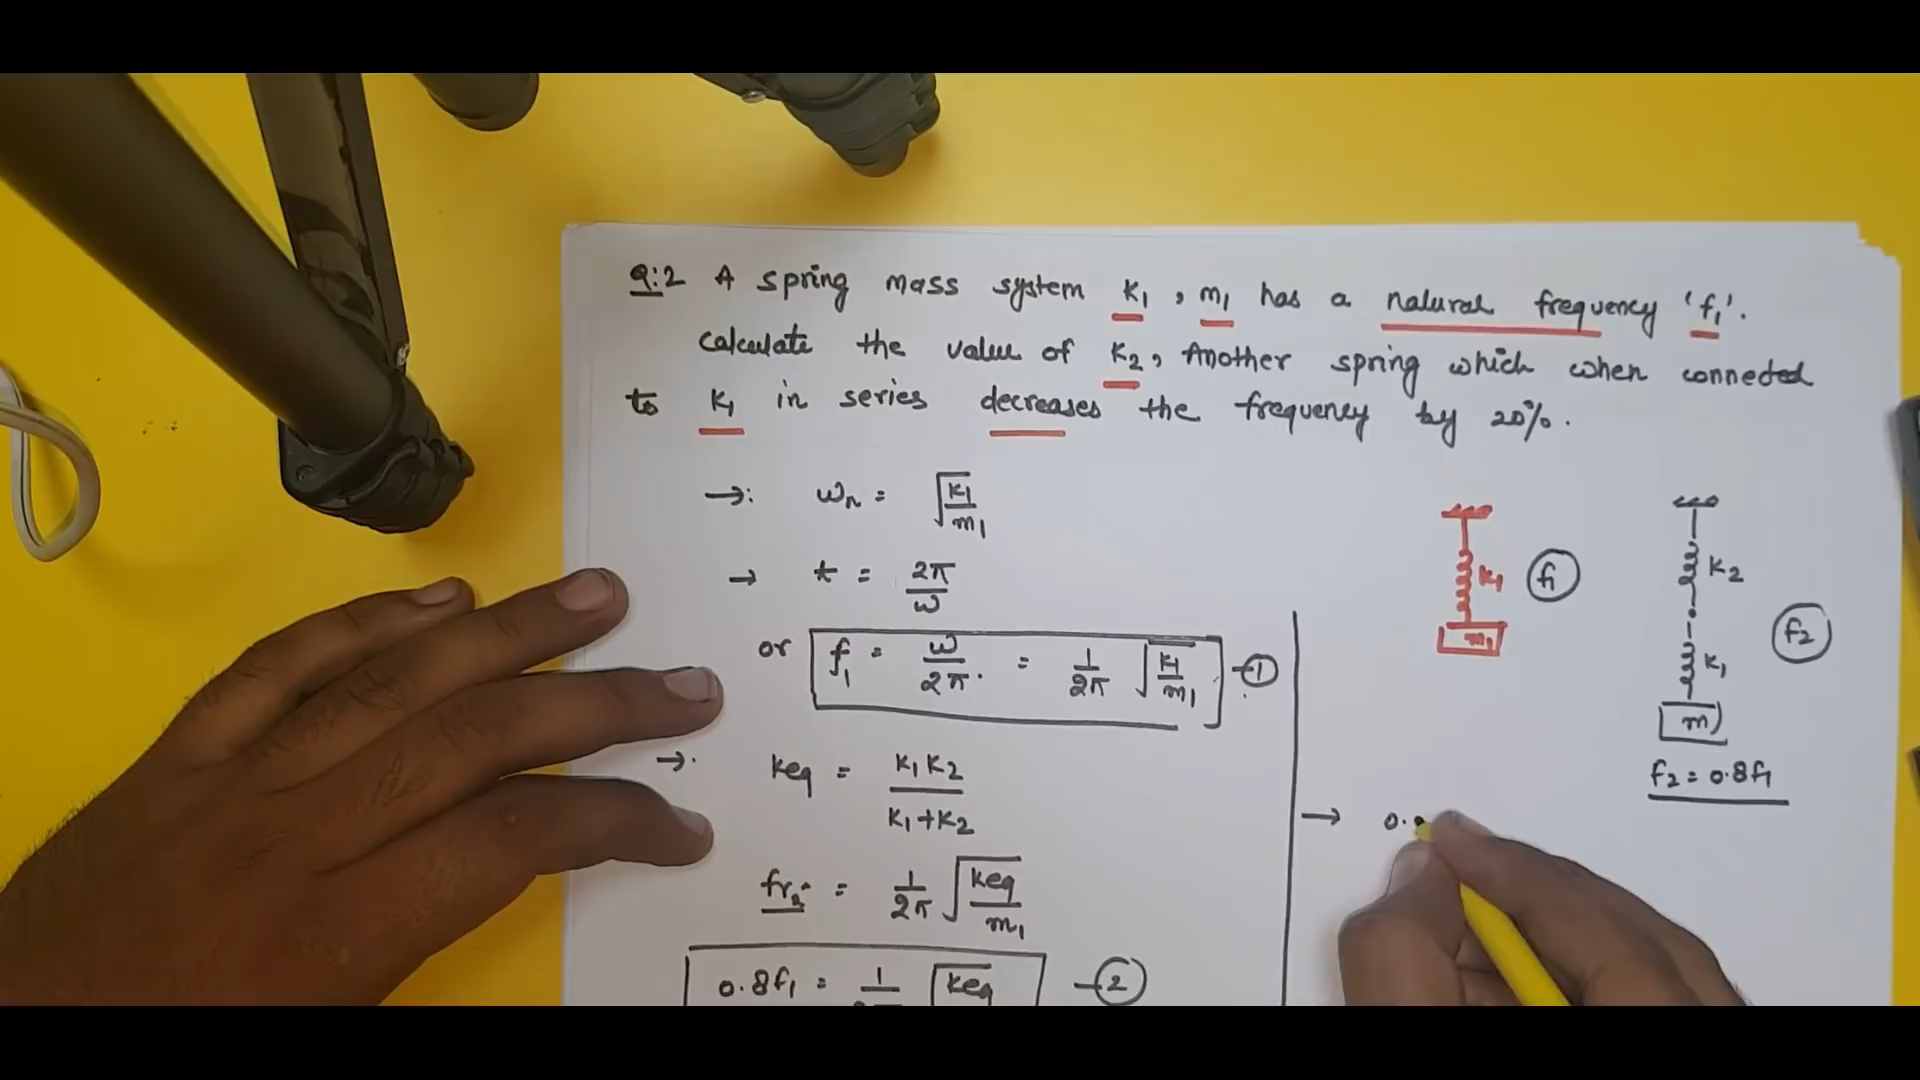 Q:2 A spring mass system K₁, m₁ has a natural frequency 'f₁'.
calculate the value of K₂, Another spring which when conneted
to K₁ in series decreases the frequency by 20%.
→: ωₙ = √(K₁/m₁)
→ t = 2π/ω
or f₁ = ω/2π. = 1/2π √(K₁/m₁) —①
→. Keq = K₁K₂/K₁+K₂
fr₂ = 1/2π √(Keq/m₁)
0.8f₁ = 1 √Keq —②
K₁
f₁
m₁
K₂
f₂
K₁
m
f₂ = 0.8f₁
→ 0.